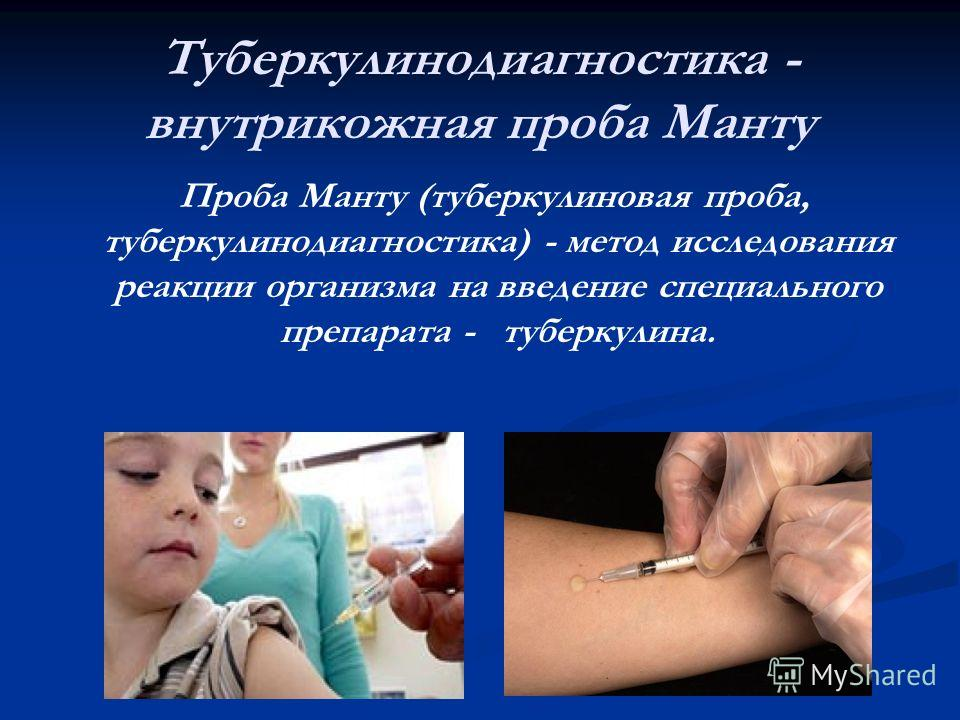 Туберкулинодиагностика -
внутрикожная проба Манту
Проба Манту (туберкулиновая проба,
туберкулинодиагностика) - метод исследования
реакции организма на введение специального
препарата - туберкулина.
MyShared